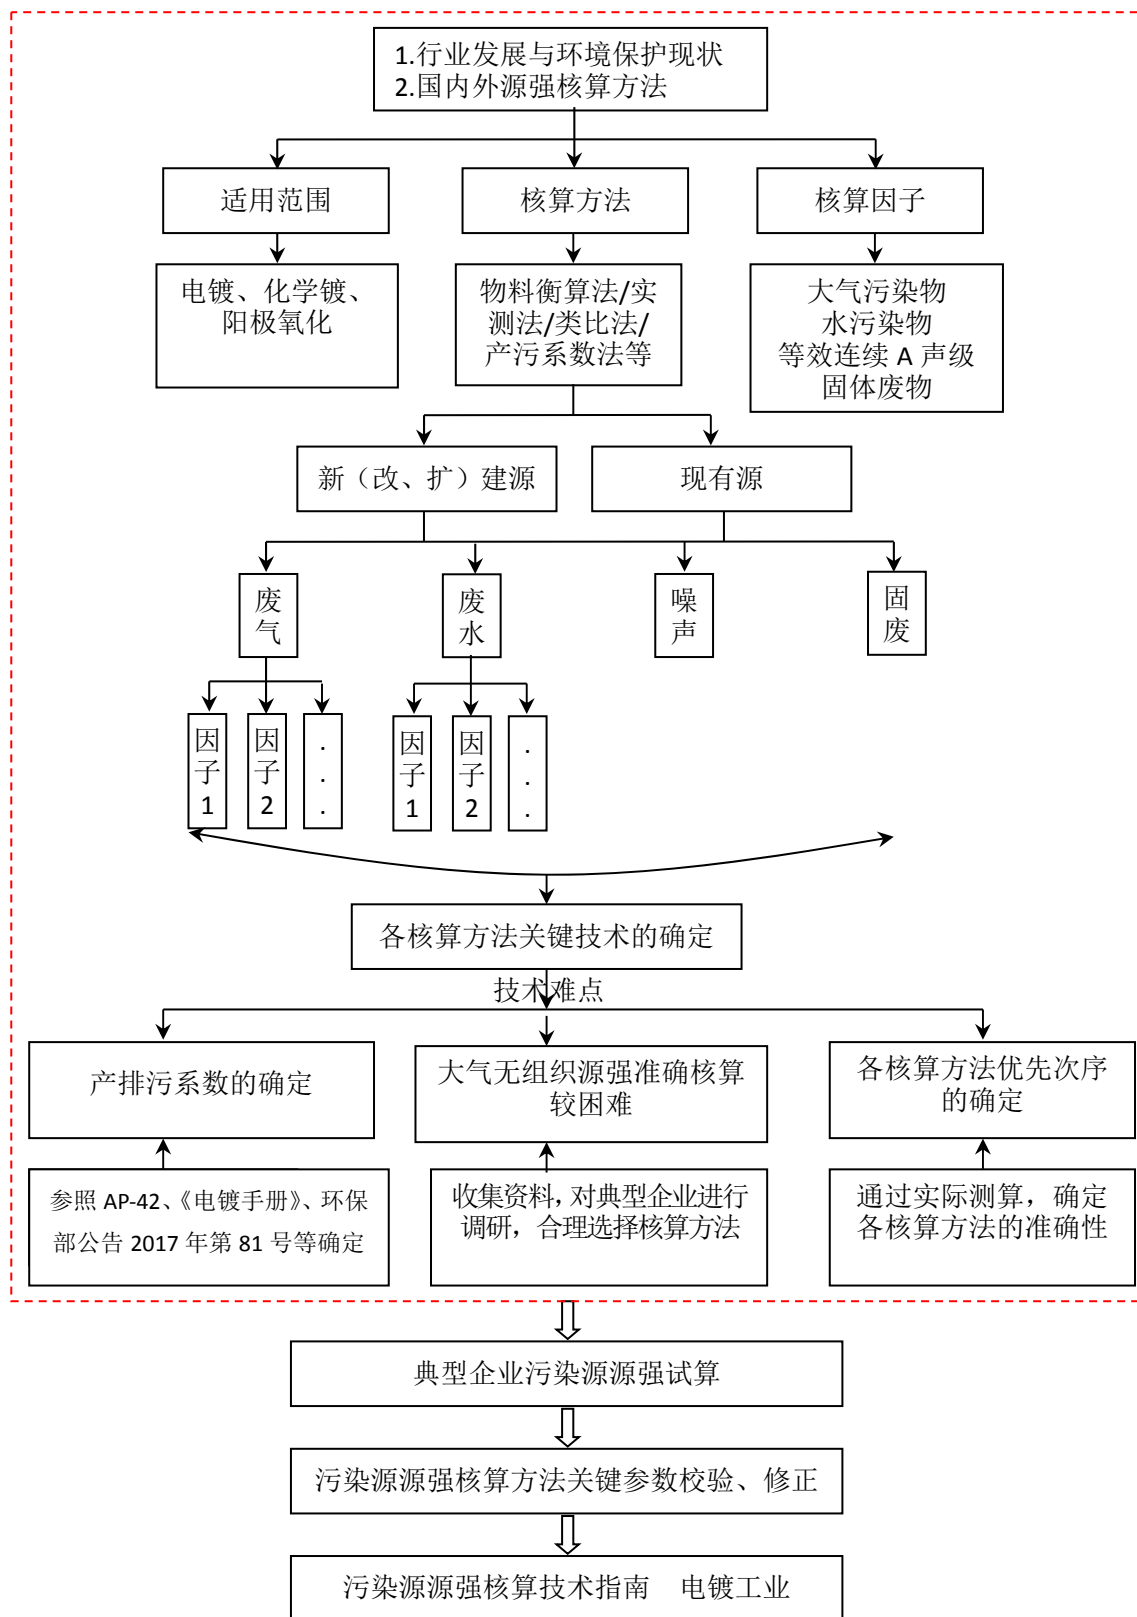 1.行业发展与环境保护现状
2.国内外源强核算方法
适用范围
核算方法
核算因子
电镀、化学镀、
阳极氧化
物料衡算法/实
测法/类比法/
产污系数法等
大气污染物
水污染物
等效连续 A 声级
固体废物
新（改、扩）建源
现有源
废
气
废
水
噪
声
固
废
因
子
1
因
子
2
.
.
.
因
子
1
因
子
2
.
.
.
各核算方法关键技术的确定
技术难点
产排污系数的确定
大气无组织源强准确核算
较困难
各核算方法优先次序
的确定
参照 AP-42、《电镀手册》、环保
部公告 2017 年第 81 号等确定
收集资料，对典型企业进行
调研，合理选择核算方法
通过实际测算，确定
各核算方法的准确性
典型企业污染源源强试算
污染源源强核算方法关键参数校验、修正
污染源源强核算技术指南　电镀工业